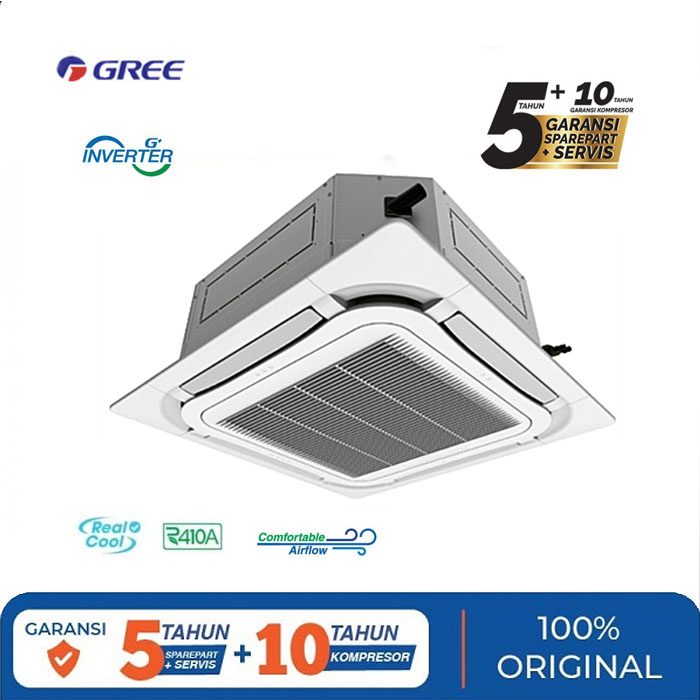 GREE
G+
INVERTER
5 TAHUN + 10 TAHUN
GARANSI KOMPRESOR
GARANSI
SPAREPART
+ SERVIS
Real
Cool
R410A
Comfortable
Airflow
GARANSI
5 TAHUN
SPAREPART
+ SERVIS
+ 10 TAHUN
KOMPRESOR
100%
ORIGINAL